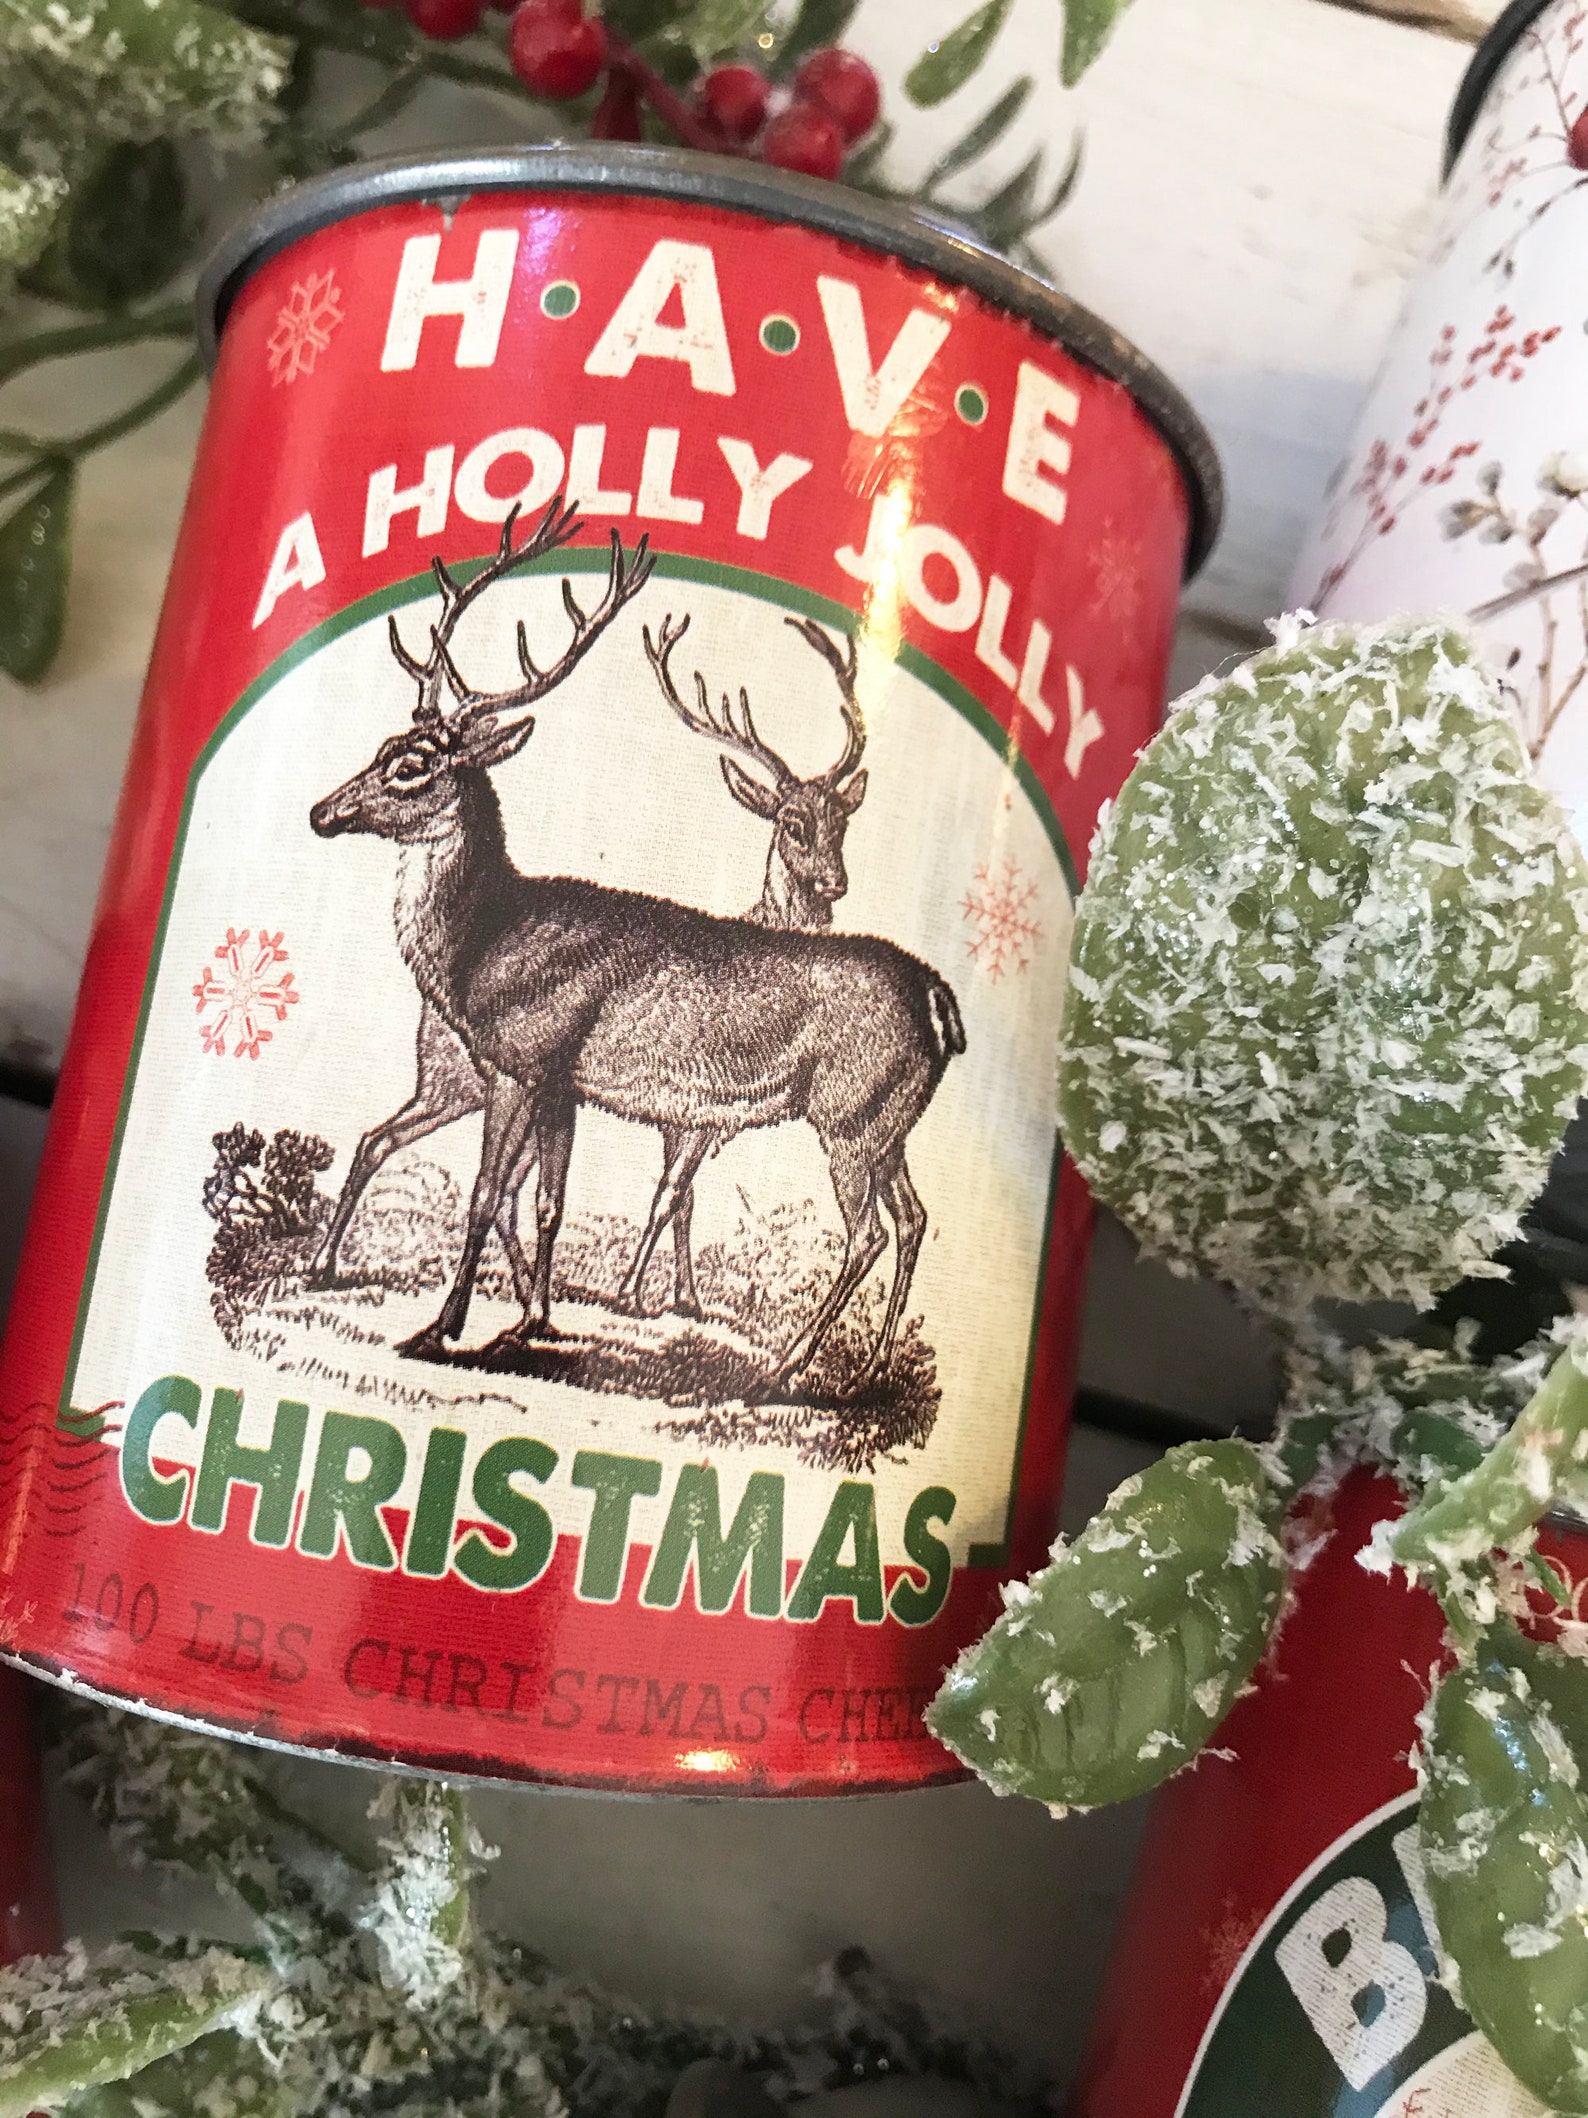 H·A·V·E
A HOLLY JOLLY
CHRISTMAS
100 LBS CHRISTMAS